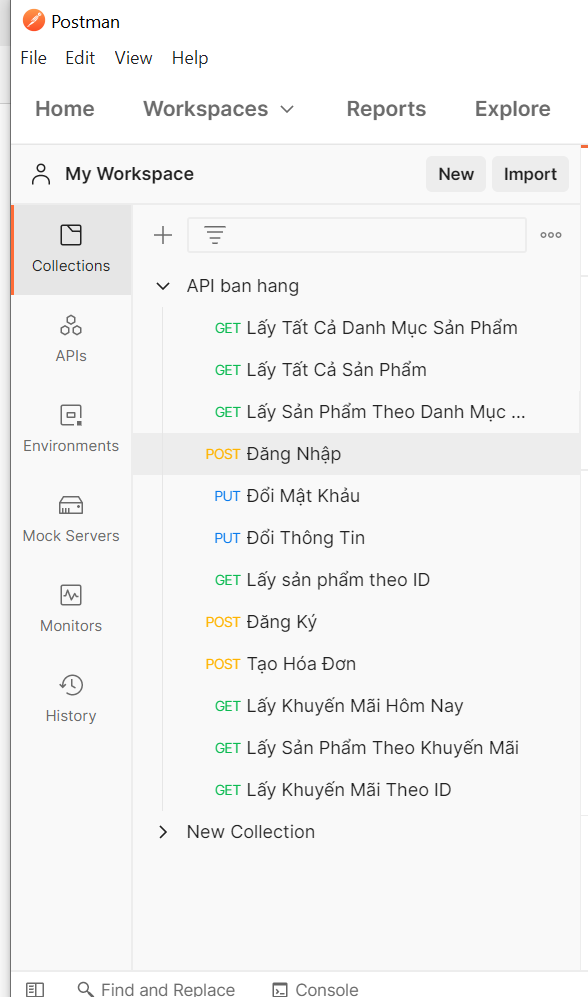 Postman
File Edit View Help
Home Workspaces Reports Explore
My Workspace New Import
Collections
APIs
Environments
Mock Servers
Monitors
History
API ban hang
GET Lấy Tất Cả Danh Mục Sản Phẩm
GET Lấy Tất Cả Sản Phẩm
GET Lấy Sản Phẩm Theo Danh Mục ...
POST Đăng Nhập
PUT Đổi Mật Khảu
PUT Đổi Thông Tin
GET Lấy sản phẩm theo ID
POST Đăng Ký
POST Tạo Hóa Đơn
GET Lấy Khuyến Mãi Hôm Nay
GET Lấy Sản Phẩm Theo Khuyến Mãi
GET Lấy Khuyến Mãi Theo ID
New Collection
Find and Replace Console